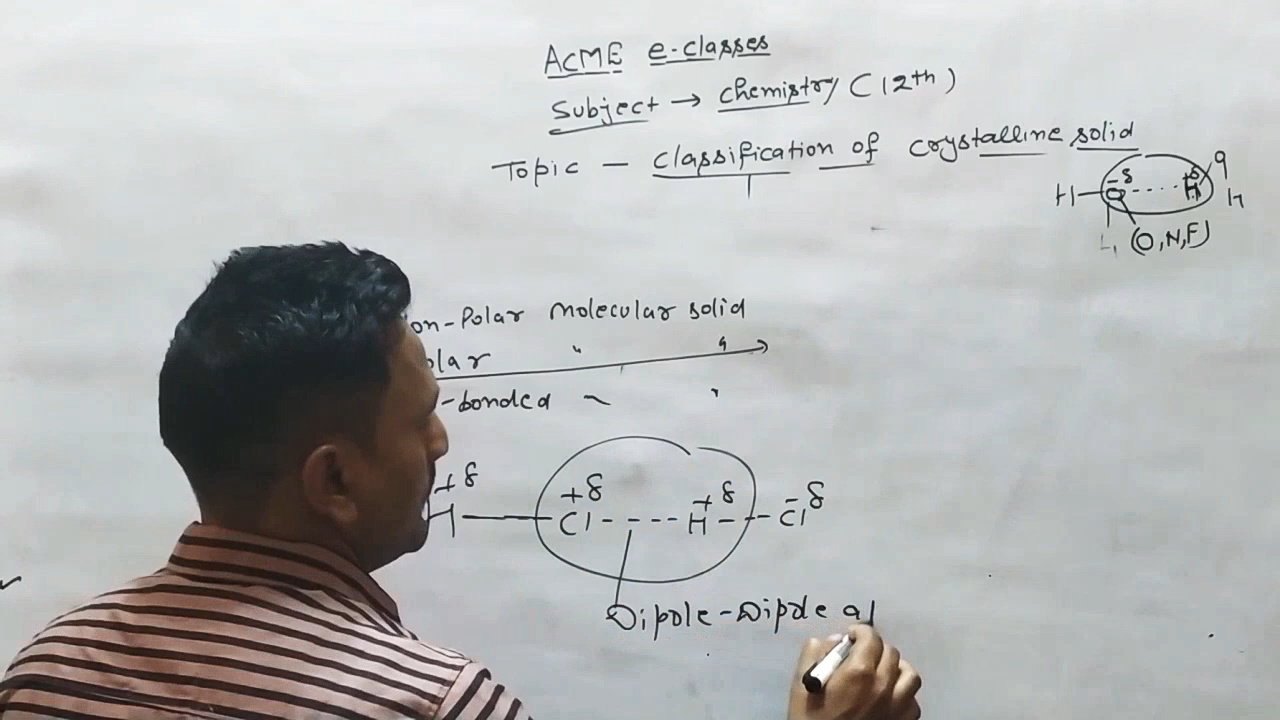 ACME e-classes
Subject → chemistry (12th)
Topic — classification of crystalline solid
H— -δ .... +δ H
(O,N,F)
on-Polar molecular solid
olar " "
-bonded ~ "
+δ +δ +δ -δ
H — Cl - - - - H - - - Cl
Dipole-Dipole